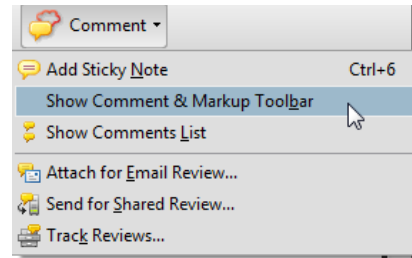 Comment
Add Sticky Note Ctrl+6
Show Comment & Markup Toolbar
Show Comments List
Attach for Email Review...
Send for Shared Review...
Track Reviews...